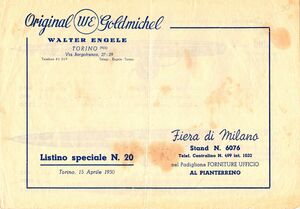 Original WE Goldmichel
WALTER ENGELE
TORINO
Via Borgofranco, 27-29
Fiera di Milano
Stand N. 6076
Telef. Centralino N. 499 int. 1032
nel Padiglione FORNITURE UFFICIO
AL PIANTERRENO
Listino speciale N. 20
Torino, 15 Aprile 1950